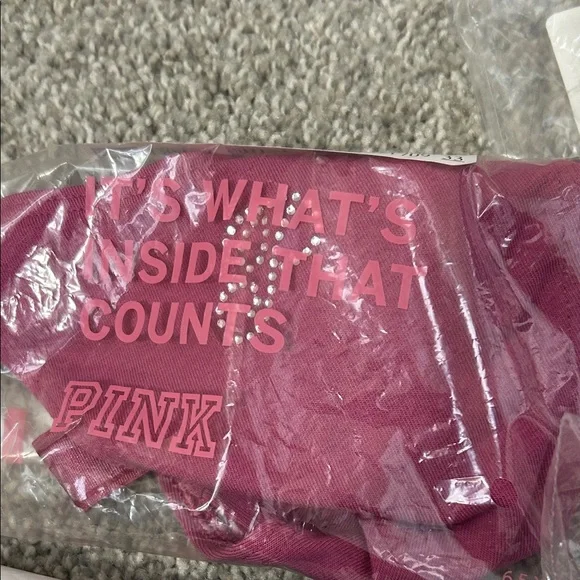 IT'S WHAT'S
INSIDE THAT
COUNTS
PINK